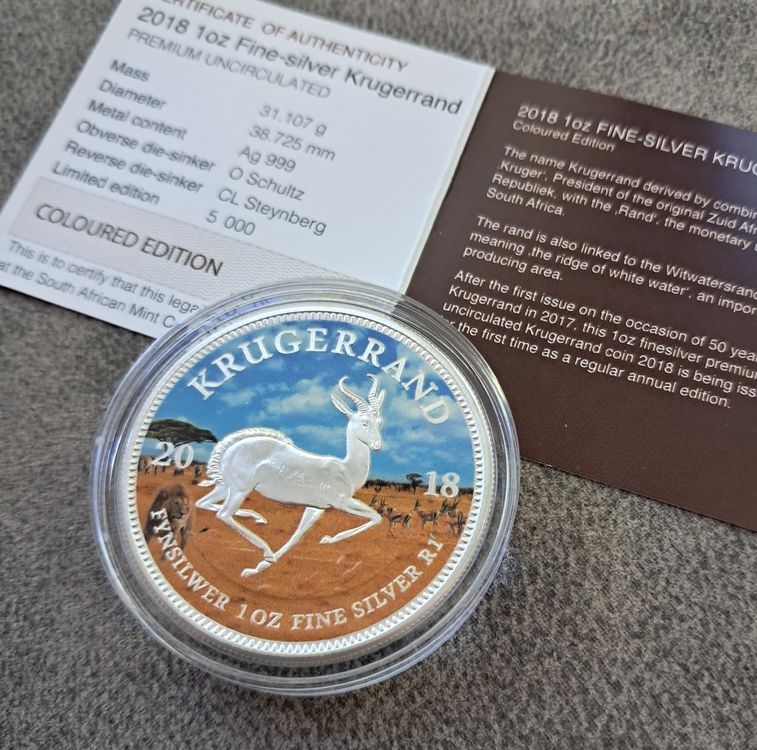 CERTIFICATE OF AUTHENTICITY
2018 1oz Fine-silver Krugerrand
PREMIUM UNCIRCULATED
Mass 31.107 g
Diameter 38.725 mm
Metal content Ag 999
Obverse die-sinker O Schultz
Reverse die-sinker CL Steynberg
Limited edition 5 000
COLOURED EDITION
This is to certify that this lega
at the South African Mint C
2018 1oz FINE-SILVER KRUG
Coloured Edition
The name Krugerrand derived by combin
‚Kruger', President of the original Zuid Afr
Republiek, with the ‚Rand', the monetary u
South Africa.
The rand is also linked to the Witwatersrand
meaning ‚the ridge of white water', an impor
producing area.
After the first issue on the occasion of 50 yea
Krugerrand in 2017, this 1oz finesilver premium
uncirculated Krugerrand coin 2018 is being iss
r the first time as a regular annual edition.
KRUGERRAND
20 18
FYNSILWER 1 OZ FINE SILVER R1